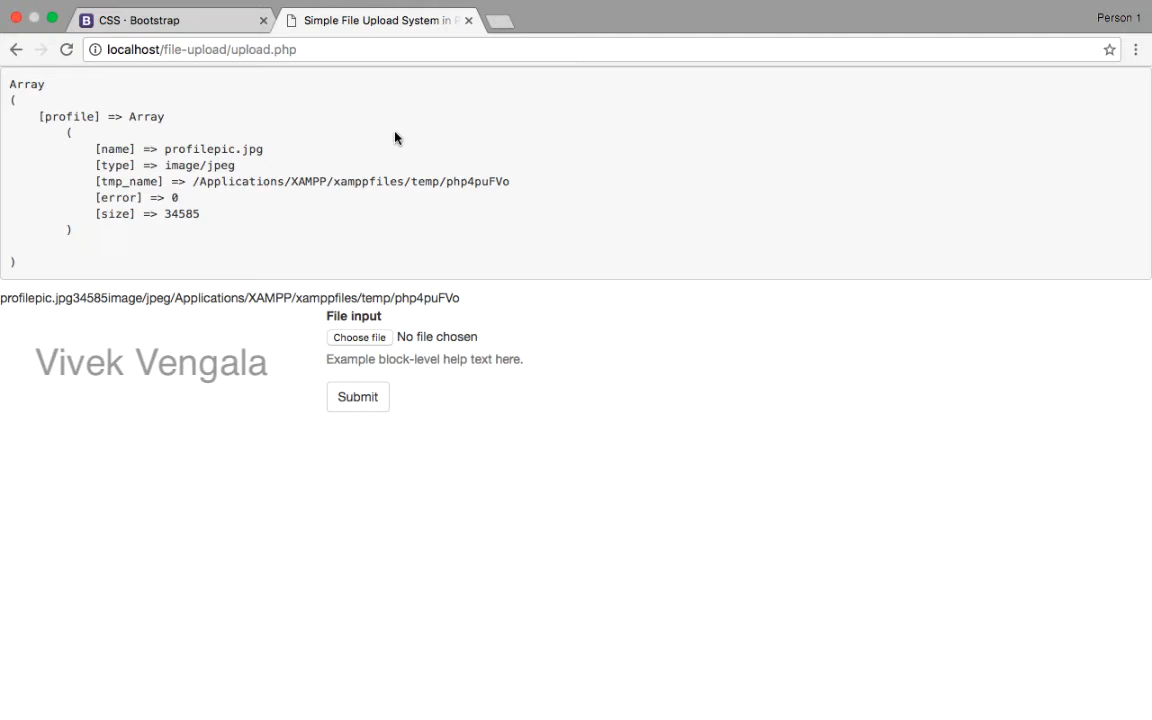 CSS · Bootstrap
Simple File Upload System in P
Person 1
localhost/file-upload/upload.php
Array
(
[profile] => Array
(
[name] => profilepic.jpg
[type] => image/jpeg
[tmp_name] => /Applications/XAMPP/xamppfiles/temp/php4puFVo
[error] => 0
[size] => 34585
)
)
profilepic.jpg34585image/jpeg/Applications/XAMPP/xamppfiles/temp/php4puFVo
File input
Choose file No file chosen
Example block-level help text here.
Submit
Vivek Vengala